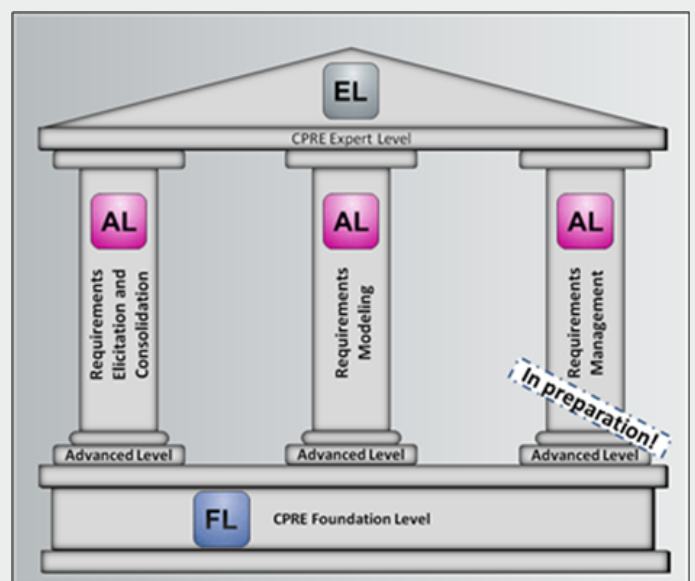 EL
CPRE Expert Level
AL
Requirements
Elicitation and
Consolidation
Advanced Level
AL
Requirements
Modeling
Advanced Level
AL
Requirements
Management
In preparation!
Advanced Level
FL
CPRE Foundation Level